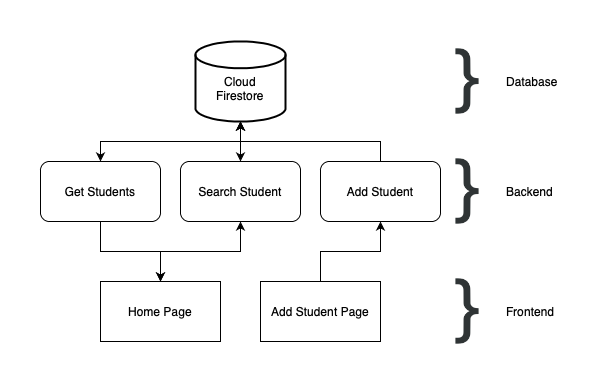 Cloud
Firestore
Database
Get Students
Search Student
Add Student
Backend
Home Page
Add Student Page
Frontend